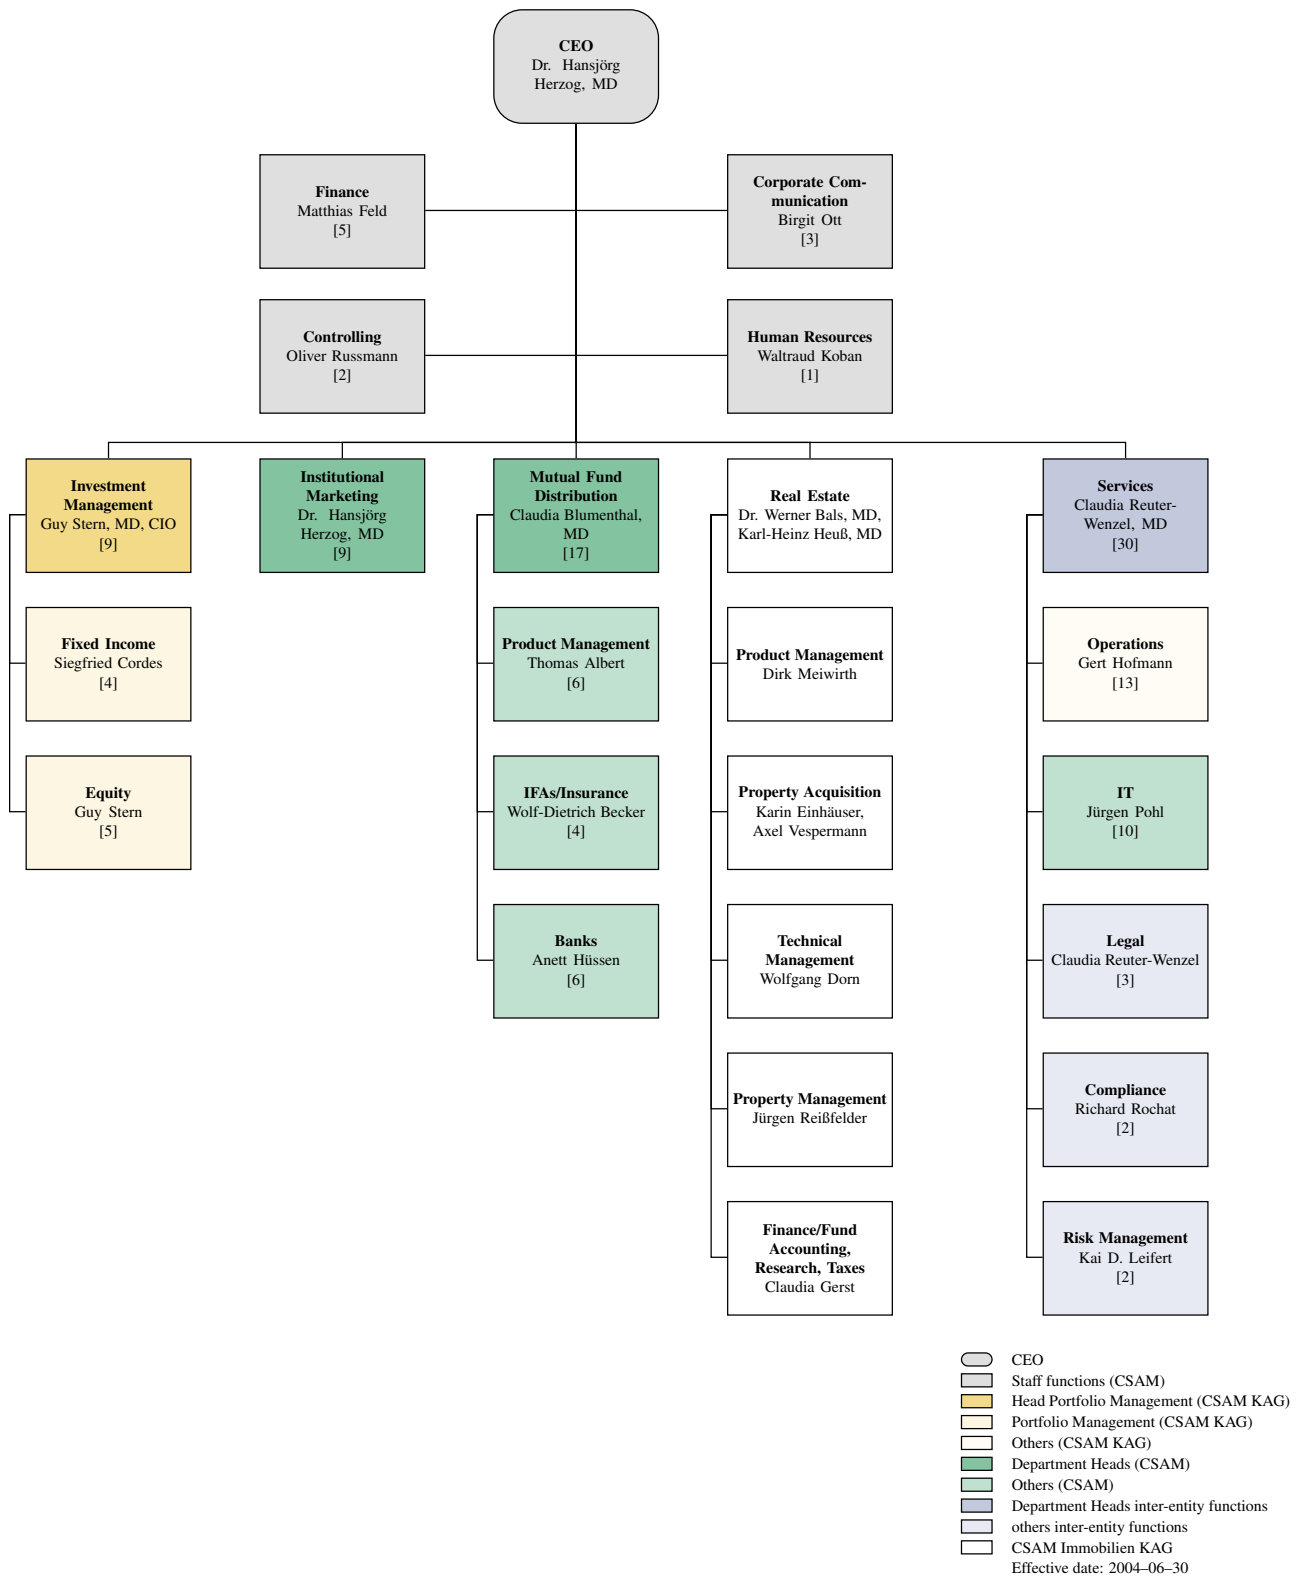 CEO
Dr. Hansjörg
Herzog, MD
Finance
Matthias Feld
[5]
Corporate Com-
munication
Birgit Ott
[3]
Controlling
Oliver Russmann
[2]
Human Resources
Waltraud Koban
[1]
Investment
Management
Guy Stern, MD, CIO
[9]
Institutional
Marketing
Dr. Hansjörg
Herzog, MD
[9]
Mutual Fund
Distribution
Claudia Blumenthal,
MD
[17]
Real Estate
Dr. Werner Bals, MD,
Karl-Heinz Heuß, MD
Services
Claudia Reuter-
Wenzel, MD
[30]
Fixed Income
Siegfried Cordes
[4]
Product Management
Thomas Albert
[6]
Product Management
Dirk Meiwirth
Operations
Gert Hofmann
[13]
Equity
Guy Stern
[5]
IFAs/Insurance
Wolf-Dietrich Becker
[4]
Property Acquisition
Karin Einhäuser,
Axel Vespermann
IT
Jürgen Pohl
[10]
Banks
Anett Hüssen
[6]
Technical
Management
Wolfgang Dorn
Legal
Claudia Reuter-Wenzel
[3]
Property Management
Jürgen Reißfelder
Compliance
Richard Rochat
[2]
Finance/Fund
Accounting,
Research, Taxes
Claudia Gerst
Risk Management
Kai D. Leifert
[2]
CEO
Staff functions (CSAM)
Head Portfolio Management (CSAM KAG)
Portfolio Management (CSAM KAG)
Others (CSAM KAG)
Department Heads (CSAM)
Others (CSAM)
Department Heads inter-entity functions
others inter-entity functions
CSAM Immobilien KAG
Effective date: 2004–06–30